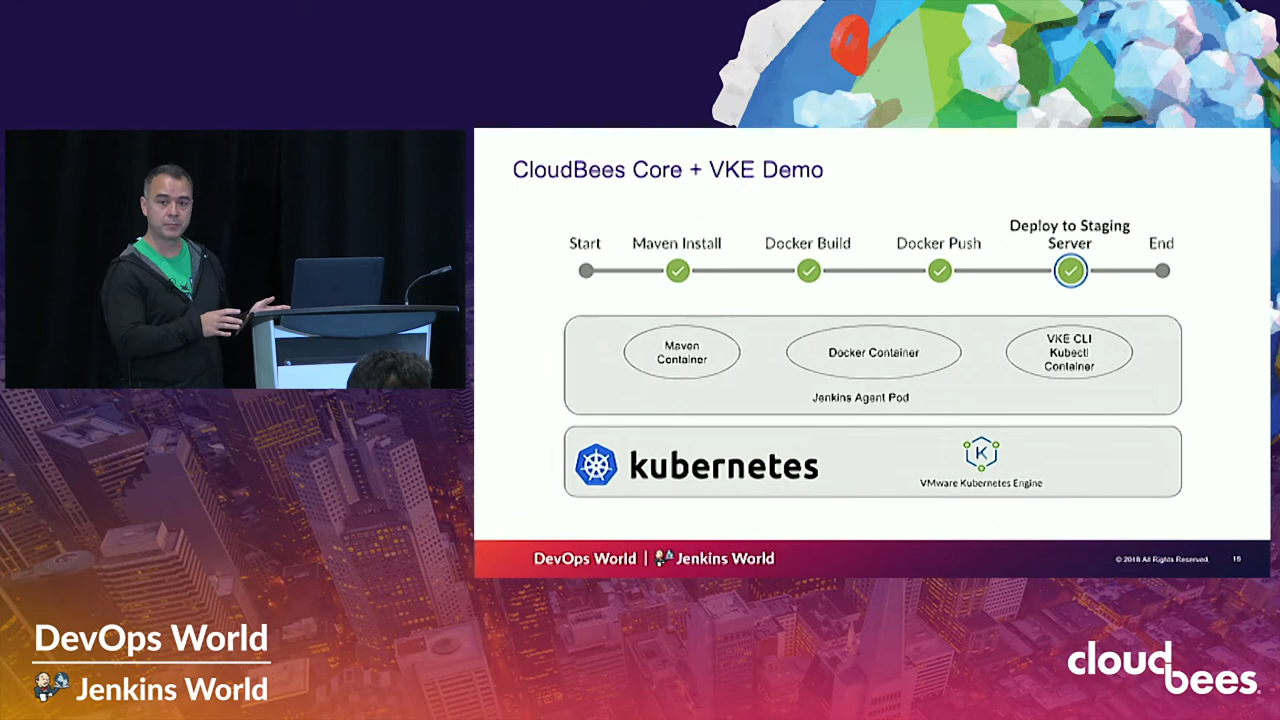 CloudBees Core + VKE Demo
Start
Maven Install
Docker Build
Docker Push
Deploy to Staging
Server
End
Maven
Container
Docker Container
VKE CLI
Kubectl
Container
Jenkins Agent Pod
kubernetes
K
VMware Kubernetes Engine
DevOps World | Jenkins World
© 2018 All Rights Reserved.
15
DevOps World
Jenkins World
cloudbees.